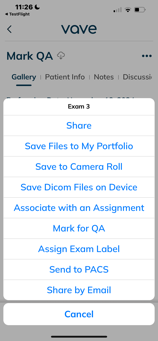 11:26
TestFlight
vave
Mark QA
Gallery Patient Info Notes Discussi
Exam 3
Share
Save Files to My Portfolio
Save to Camera Roll
Save Dicom Files on Device
Associate with an Assignment
Mark for QA
Assign Exam Label
Send to PACS
Share by Email
Cancel